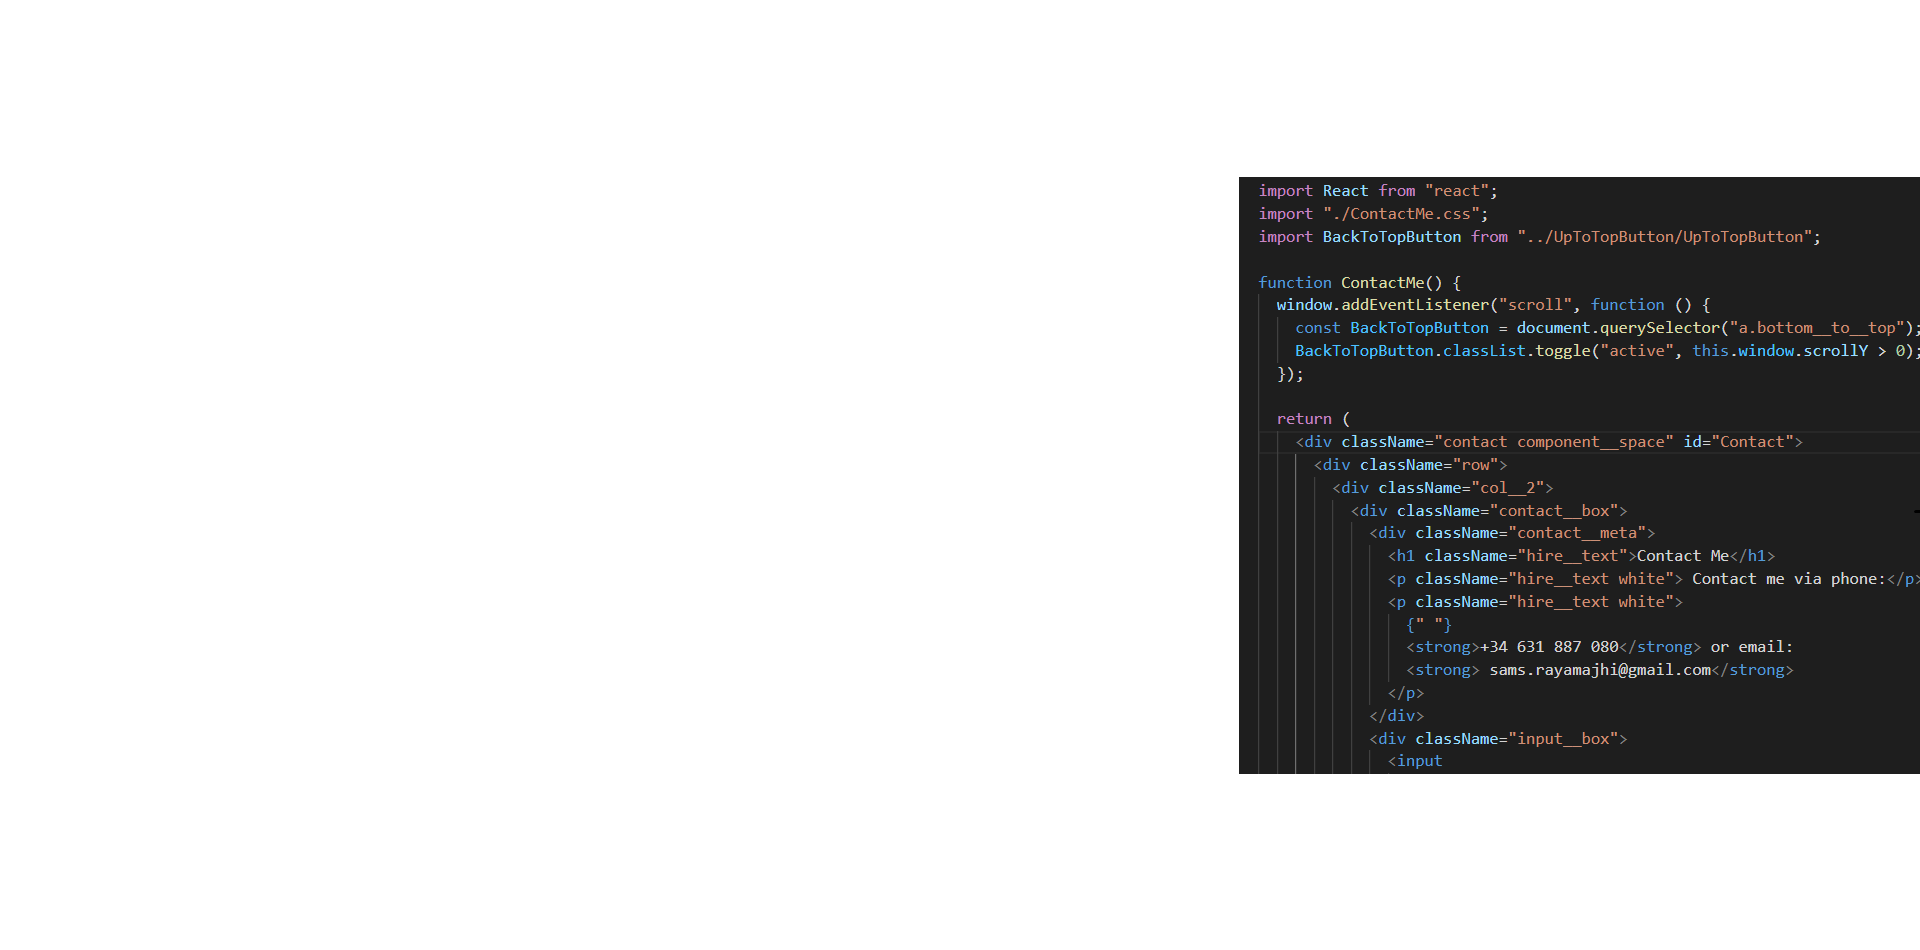 import React from "react";
import "./ContactMe.css";
import BackToTopButton from "../UpToTopButton/UpToTopButton";
function ContactMe() {
window.addEventListener("scroll", function () {
const BackToTopButton = document.querySelector("a.bottom__to__top");
BackToTopButton.classList.toggle("active", this.window.scrollY > 0);
});
return (
<div className="contact component__space" id="Contact">
<div className="row">
<div className="col__2">
<div className="contact__box">
<div className="contact__meta">
<h1 className="hire__text">Contact Me</h1>
<p className="hire__text white"> Contact me via phone:</p>
<p className="hire__text white">
{" "}
<strong>+34 631 887 080</strong> or email:
<strong> sams.rayamajhi@gmail.com</strong>
</p>
</div>
<div className="input__box">
<input